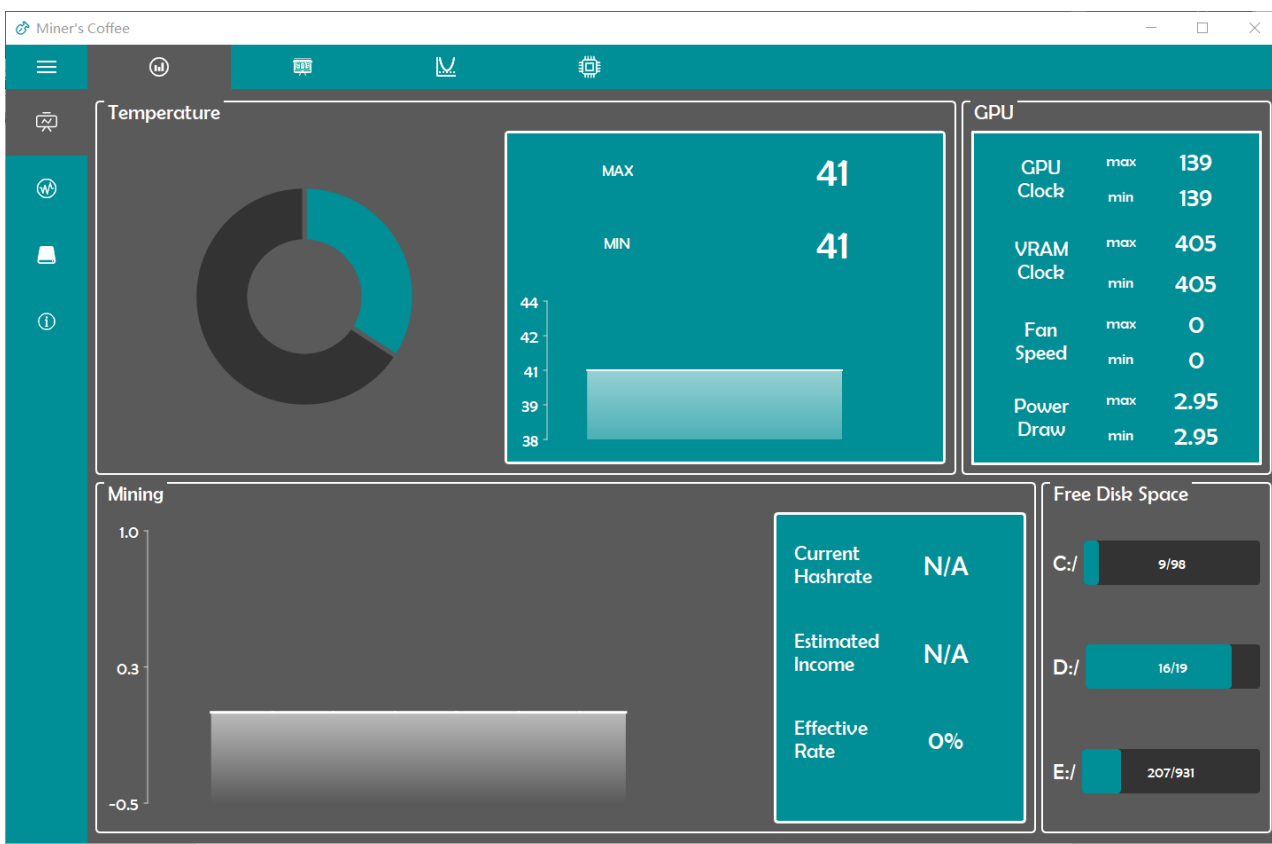 Miner's Coffee
Temperature
MAX 41
MIN 41
44
42
41
39
38
GPU
GPU
Clock
max 139
min 139
VRAM
Clock
max 405
min 405
Fan
Speed
max 0
min 0
Power
Draw
max 2.95
min 2.95
Mining
1.0
0.3
-0.5
Current
Hashrate
N/A
Estimated
Income
N/A
Effective
Rate
0%
Free Disk Space
C:/ 9/98
D:/ 16/19
E:/ 207/931